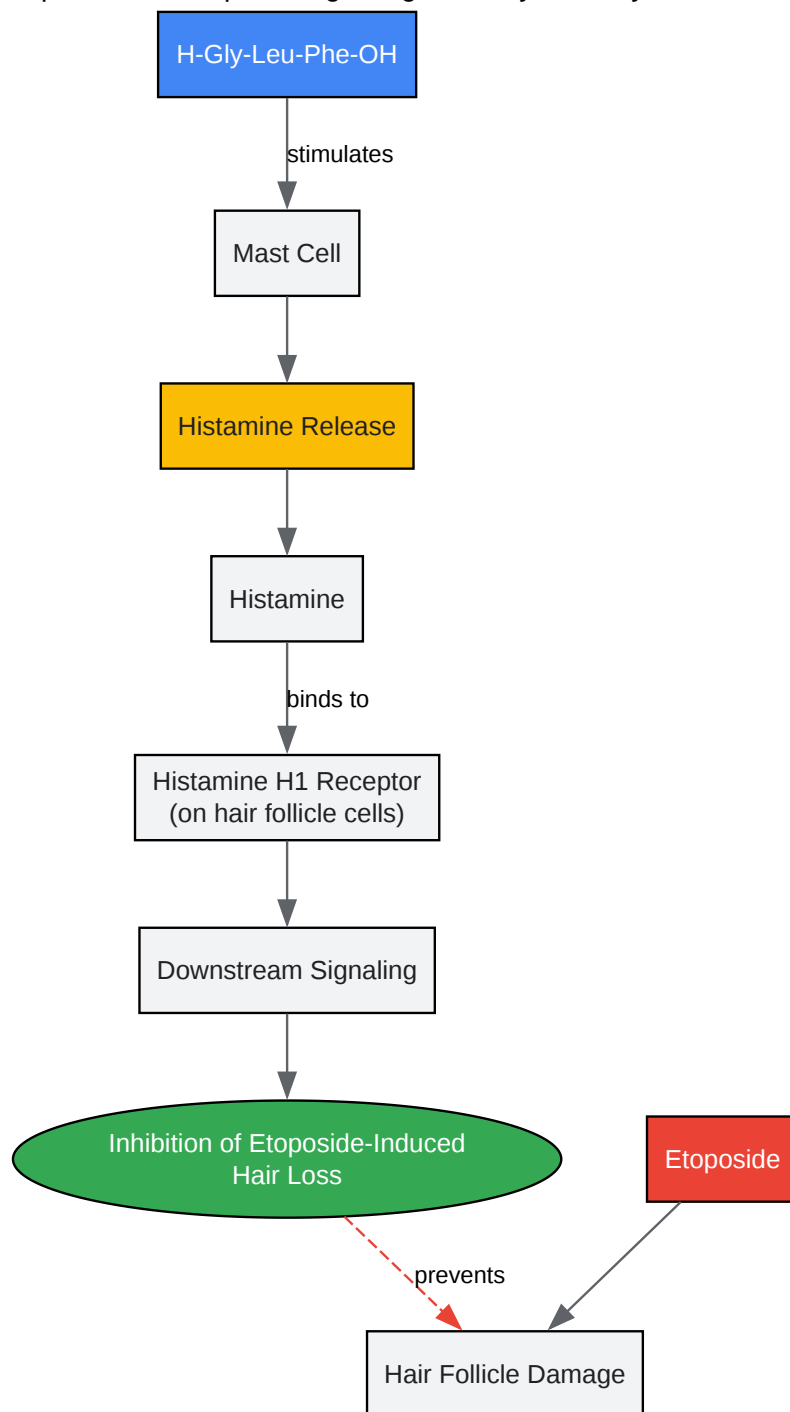 H-Gly-Leu-Phe-OH
stimulates
Mast Cell
Histamine Release
Histamine
binds to
Histamine H1 Receptor
(on hair follicle cells)
Downstream Signaling
Inhibition of Etoposide-Induced
Hair Loss
Etoposide
prevents
Hair Follicle Damage